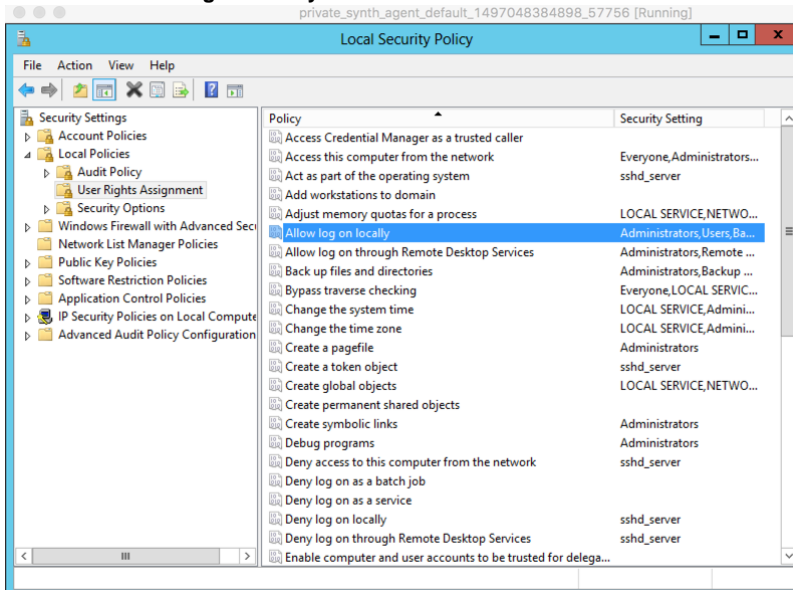 private_synth_agent_default_1497048384898_57756 [Running]
Local Security Policy
File Action View Help
Security Settings
Account Policies
Local Policies
Audit Policy
User Rights Assignment
Security Options
Windows Firewall with Advanced Secu
Network List Manager Policies
Public Key Policies
Software Restriction Policies
Application Control Policies
IP Security Policies on Local Compute
Advanced Audit Policy Configuration
Policy Security Setting
Access Credential Manager as a trusted caller
Access this computer from the network Everyone,Administrators...
Act as part of the operating system sshd_server
Add workstations to domain
Adjust memory quotas for a process LOCAL SERVICE,NETWO...
Allow log on locally Administrators,Users,Ba...
Allow log on through Remote Desktop Services Administrators,Remote ...
Back up files and directories Administrators,Backup ...
Bypass traverse checking Everyone,LOCAL SERVIC...
Change the system time LOCAL SERVICE,Admini...
Change the time zone LOCAL SERVICE,Admini...
Create a pagefile Administrators
Create a token object sshd_server
Create global objects LOCAL SERVICE,NETWO...
Create permanent shared objects
Create symbolic links Administrators
Debug programs Administrators
Deny access to this computer from the network sshd_server
Deny log on as a batch job
Deny log on as a service
Deny log on locally sshd_server
Deny log on through Remote Desktop Services sshd_server
Enable computer and user accounts to be trusted for delega...